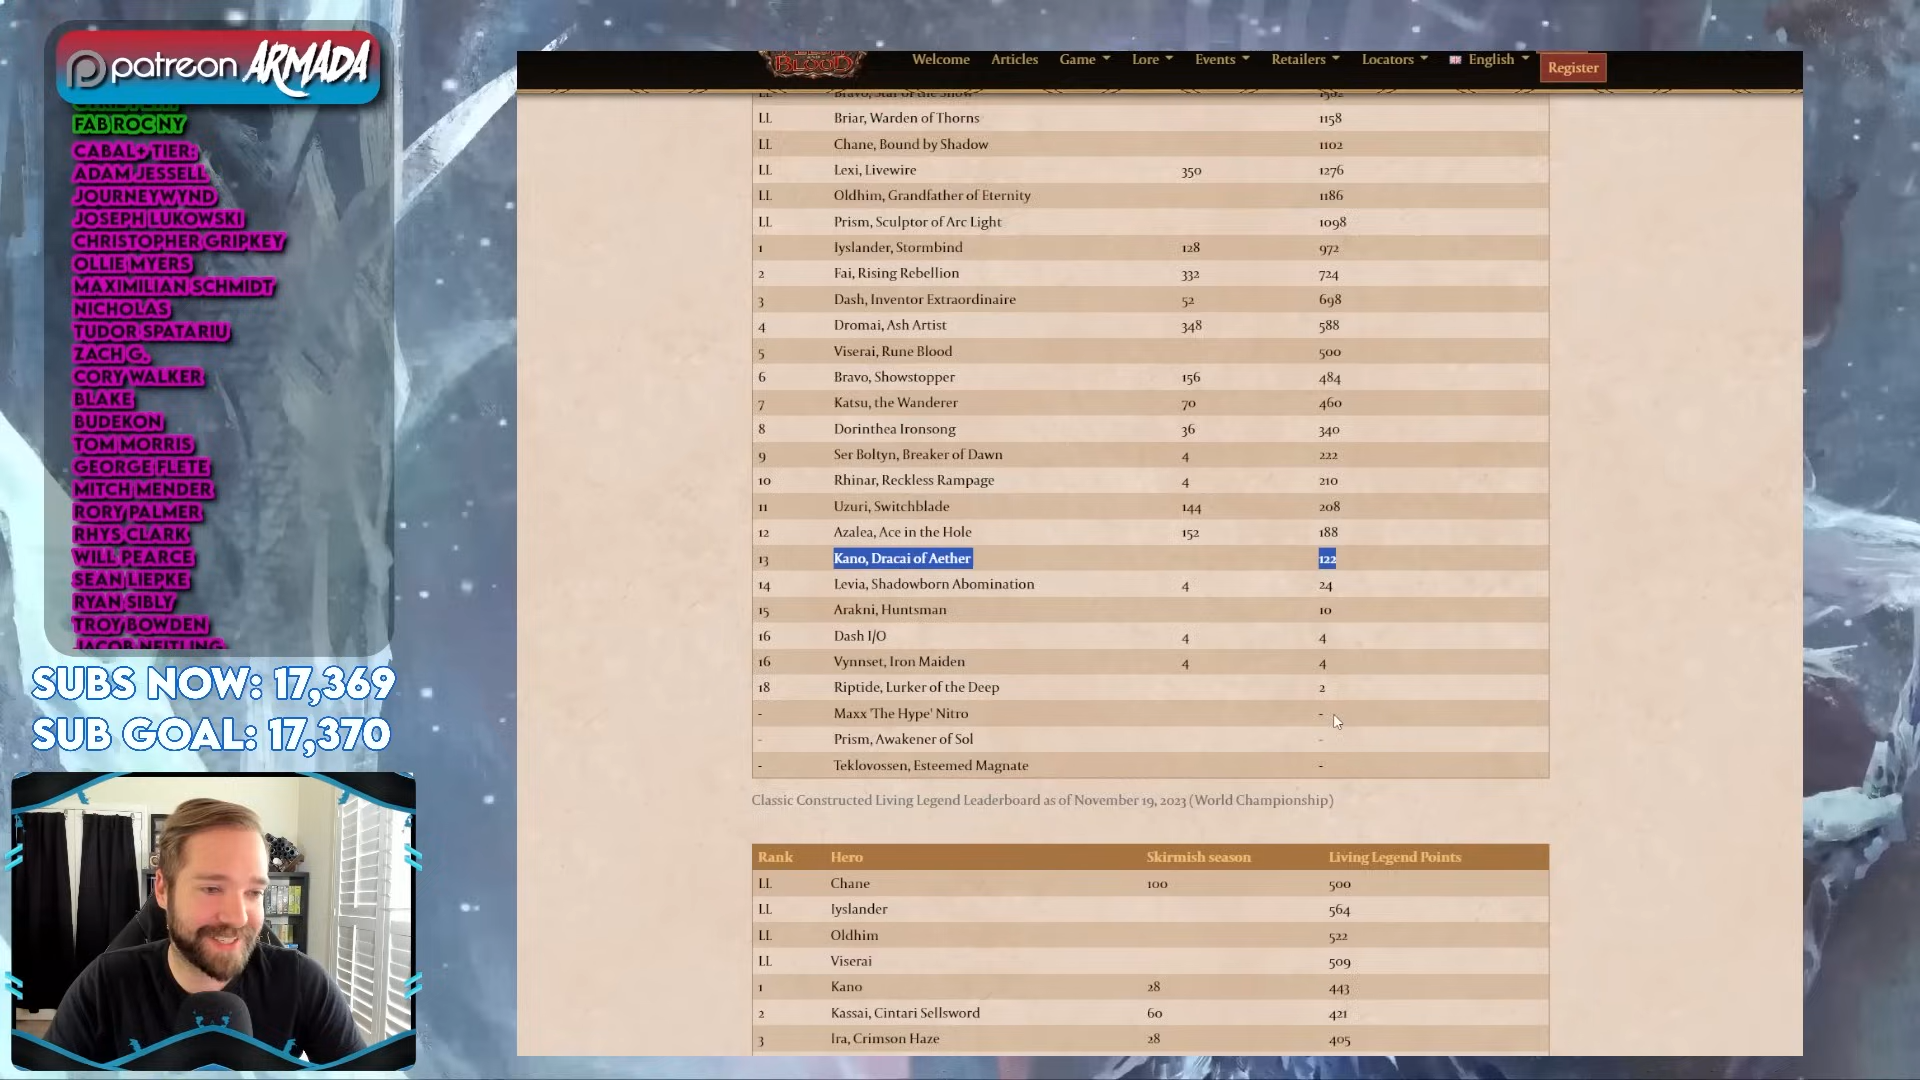 patreon ARMADA
FAB ROC NY
CABAL+ TIER:
ADAM JESSELL
JOURNEYWYND
JOSEPH LUKOWSKI
CHRISTOPHER GRIPKEY
OLLIE MYERS
MAXIMILIAN SCHMIDT
NICHOLAS
TUDOR SPATARIU
ZACH G.
CORY WALKER
BLAKE
BUDEKON
TOM MORRIS
GEORGE FLETE
MITCH MENDER
RORY PALMER
RHYS CLARK
WILL PEARCE
SEAN LIEPKE
RYAN SIBLY
TROY BOWDEN
JACOB NEITLING
SUBS NOW: 17,369
SUB GOAL: 17,370
BLOOD
Welcome Articles Game Lore Events Retailers Locators English Register
LL Bravo, Star of the Show
LL Briar, Warden of Thorns 1158
LL Chane, Bound by Shadow 1102
LL Lexi, Livewire 350 1276
LL Oldhim, Grandfather of Eternity 1186
LL Prism, Sculptor of Arc Light 1098
1 Iyslander, Stormbind 128 972
2 Fai, Rising Rebellion 332 724
3 Dash, Inventor Extraordinaire 52 698
4 Dromai, Ash Artist 348 588
5 Viserai, Rune Blood 500
6 Bravo, Showstopper 156 484
7 Katsu, the Wanderer 70 460
8 Dorinthea Ironsong 36 340
9 Ser Boltyn, Breaker of Dawn 4 222
10 Rhinar, Reckless Rampage 4 210
11 Uzuri, Switchblade 144 208
12 Azalea, Ace in the Hole 152 188
13 Kano, Dracai of Aether 122
14 Levia, Shadowborn Abomination 4 24
15 Arakni, Huntsman 10
16 Dash I/O 4 4
16 Vynnset, Iron Maiden 4 4
18 Riptide, Lurker of the Deep 2
- Maxx 'The Hype' Nitro -
- Prism, Awakener of Sol -
- Teklovossen, Esteemed Magnate -
Classic Constructed Living Legend Leaderboard as of November 19, 2023 (World Championship)
Rank Hero Skirmish season Living Legend Points
LL Chane 100 500
LL Iyslander 564
LL Oldhim 522
LL Viserai 509
1 Kano 28 443
2 Kassai, Cintari Sellsword 60 421
3 Ira, Crimson Haze 28 405